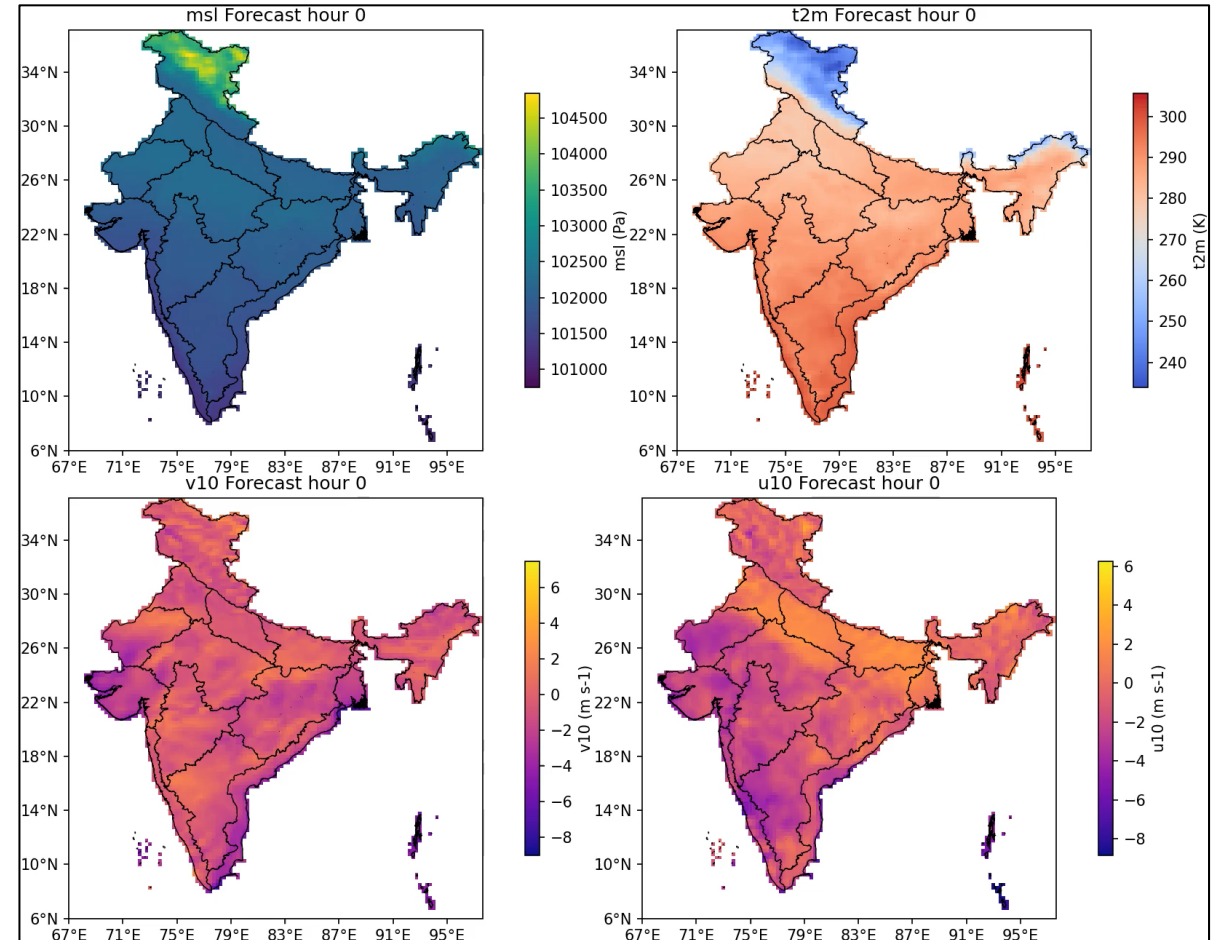 msl Forecast hour 0
t2m Forecast hour 0
34°N
30°N
26°N
22°N
18°N
14°N
10°N
6°N
67°E 71°E 75°E 79°E 83°E 87°E 91°E 95°E
104500
104000
103500
103000
102500
102000
101500
101000
msl (Pa)
34°N
30°N
26°N
22°N
18°N
14°N
10°N
6°N
67°E 71°E 75°E 79°E 83°E 87°E 91°E 95°E
300
290
280
270
260
250
240
t2m (K)
v10 Forecast hour 0
u10 Forecast hour 0
34°N
30°N
26°N
22°N
18°N
14°N
10°N
6°N
67°E 71°E 75°E 79°E 83°E 87°E 91°E 95°E
6
4
2
0
−2
−4
−6
−8
v10 (m s-1)
34°N
30°N
26°N
22°N
18°N
14°N
10°N
6°N
67°E 71°E 75°E 79°E 83°E 87°E 91°E 95°E
6
4
2
0
−2
−4
−6
−8
u10 (m s-1)